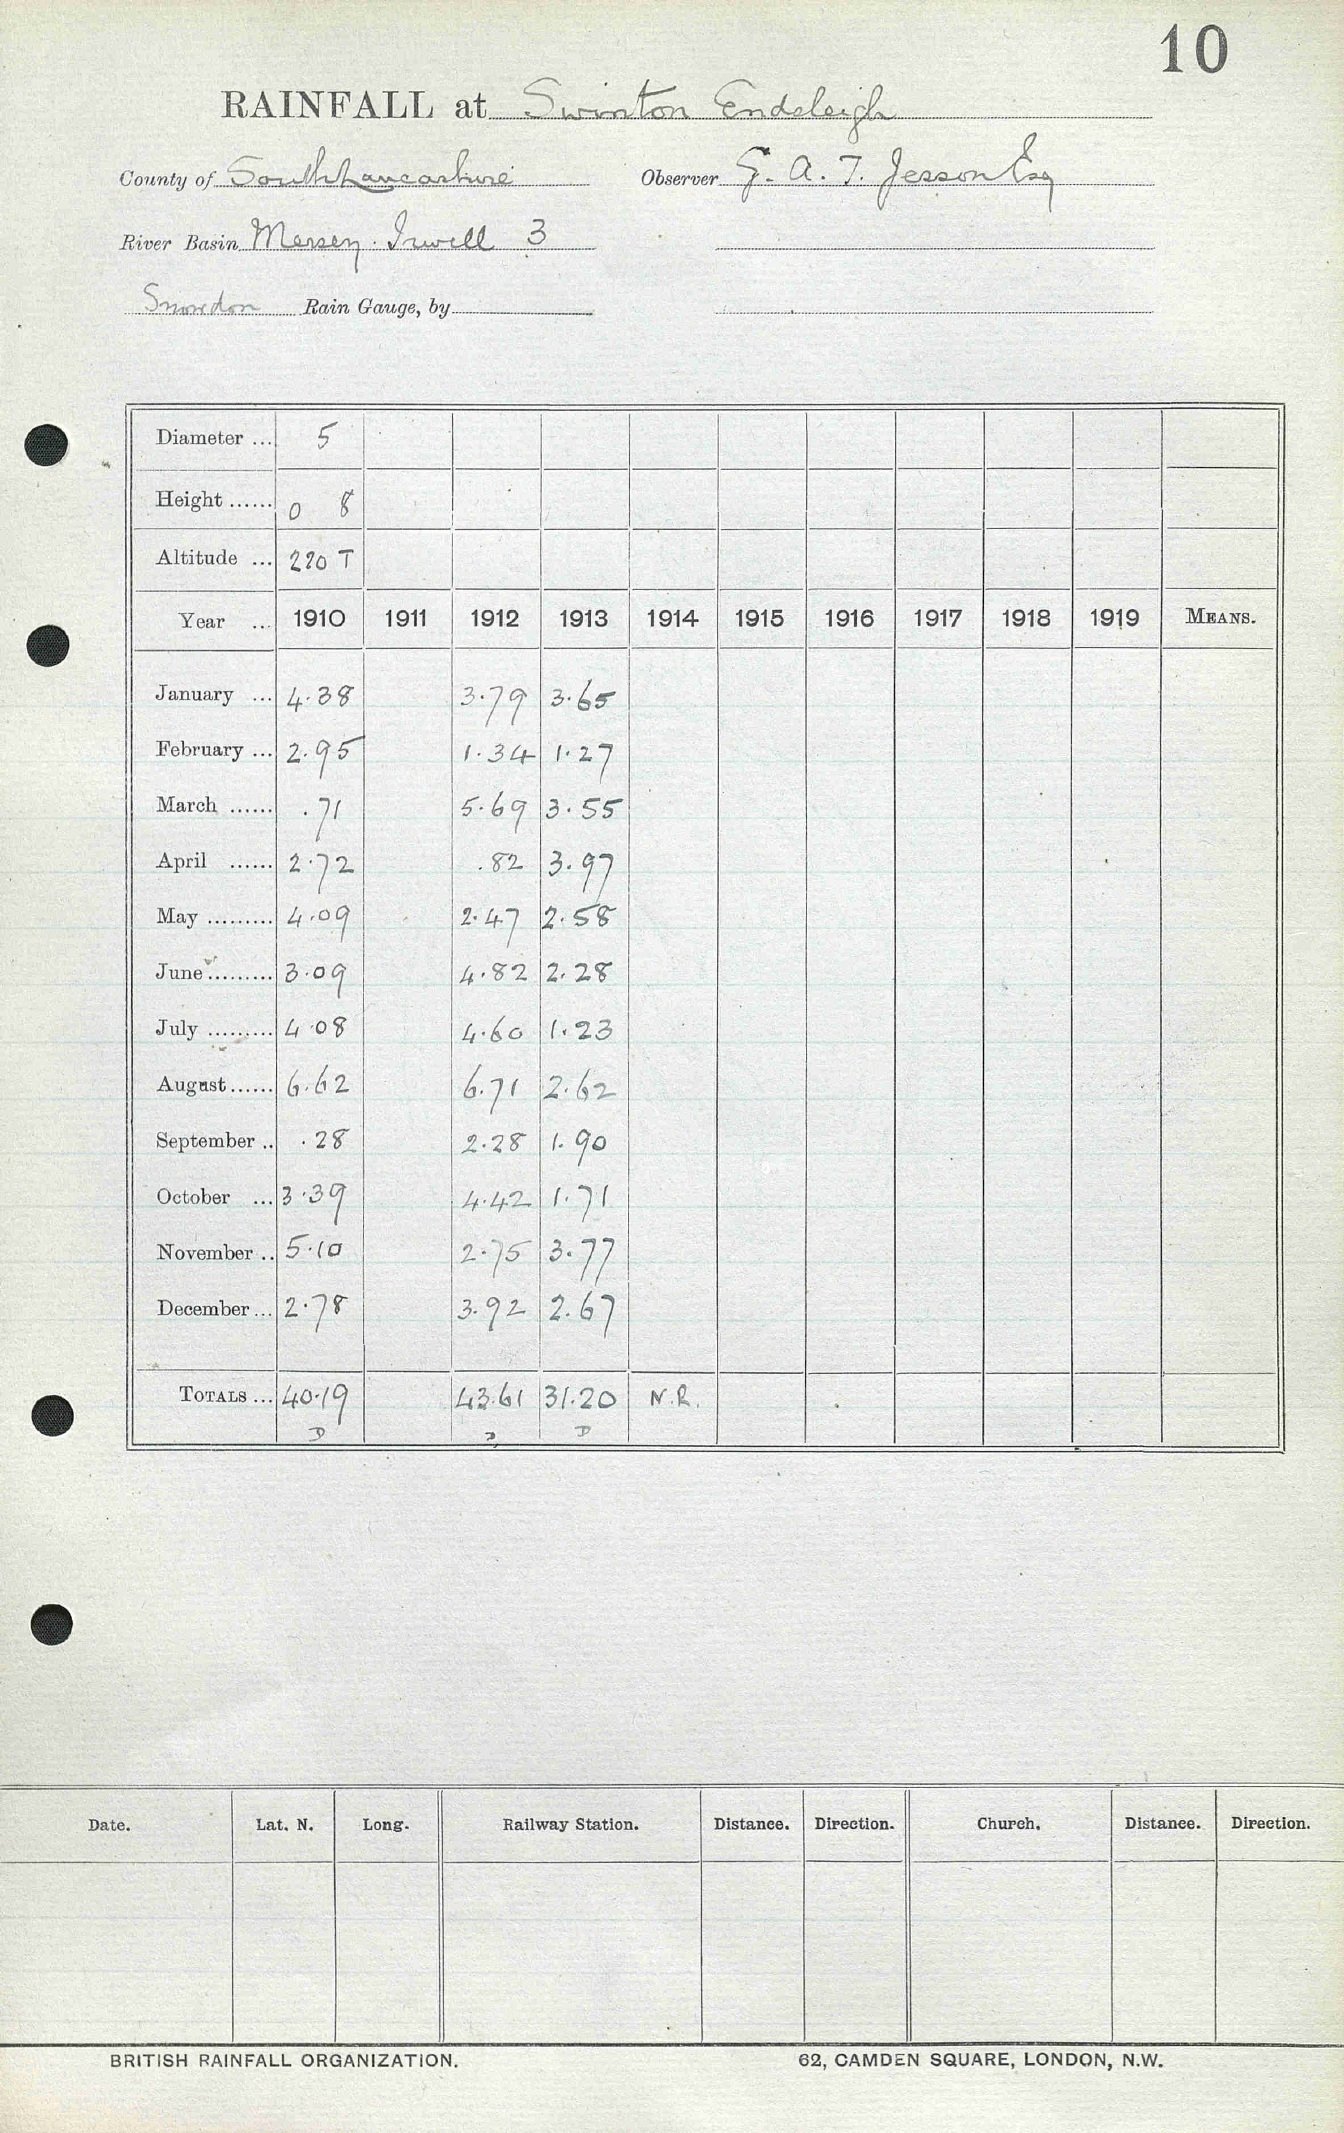 10
RAINFALL at Swinton Endsleigh
County of South Lancashire Observer G. A. T. Jesson Esq
River Basin Mersey. Irwell 3
Snowdon Rain Gauge, by
Diameter ... 5
Height ...... 0 8
Altitude ... 220 T
Year ... 1910 1911 1912 1913 1914 1915 1916 1917 1918 1919 MEANS.
January ... 4.38 3.79 3.65
February ... 2.95 1.34 1.27
March ...... .71 5.69 3.55
April ...... 2.72 .82 3.97
May ......... 4.09 2.47 2.58
June ......... 3.09 4.82 2.28
July ......... 4.08 4.60 1.23
August ...... 6.62 6.71 2.62
September .. .28 2.28 1.90
October ... 3.39 4.42 1.71
November .. 5.10 2.75 3.77
December ... 2.78 3.92 2.67
TOTALS ... 40.19 43.61 31.20 N.R.
D D D
Date. Lat. N. Long. Railway Station. Distance. Direction. Church. Distance. Direction.
BRITISH RAINFALL ORGANIZATION. 62, CAMDEN SQUARE, LONDON, N.W.